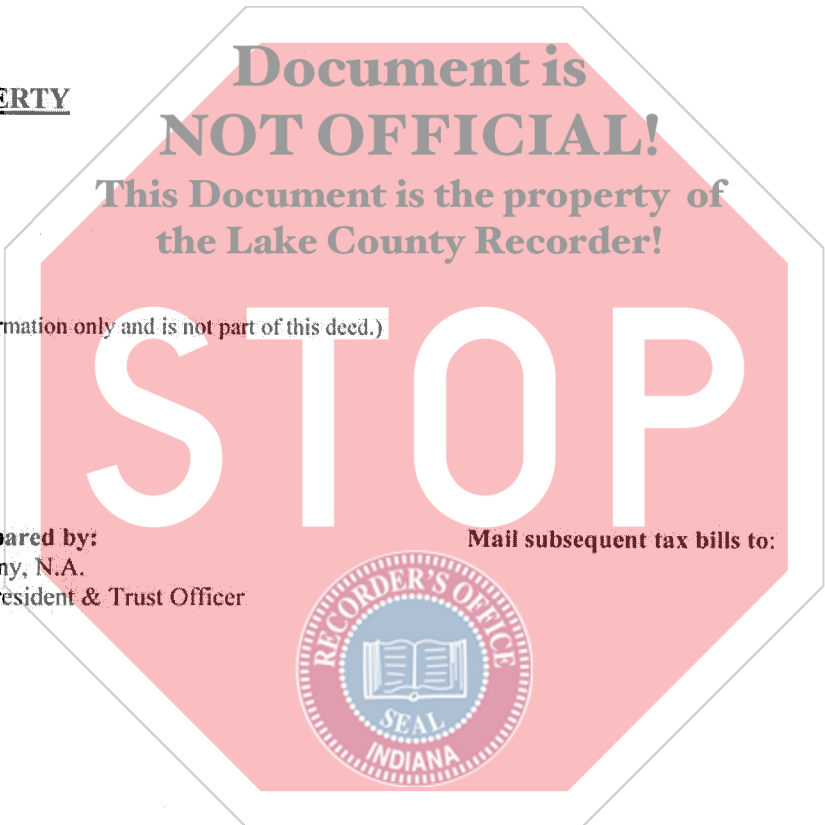 Document is
ERTY
NOT OFFICIAL!
This Document is the property of
the Lake County Recorder!
rmation only and is not part of this deed.)
STOP
pared by:
Mail subsequent tax bills to:
ny, N.A.
resident & Trust Officer
RECORDER'S OFFICE
SEAL
INDIANA